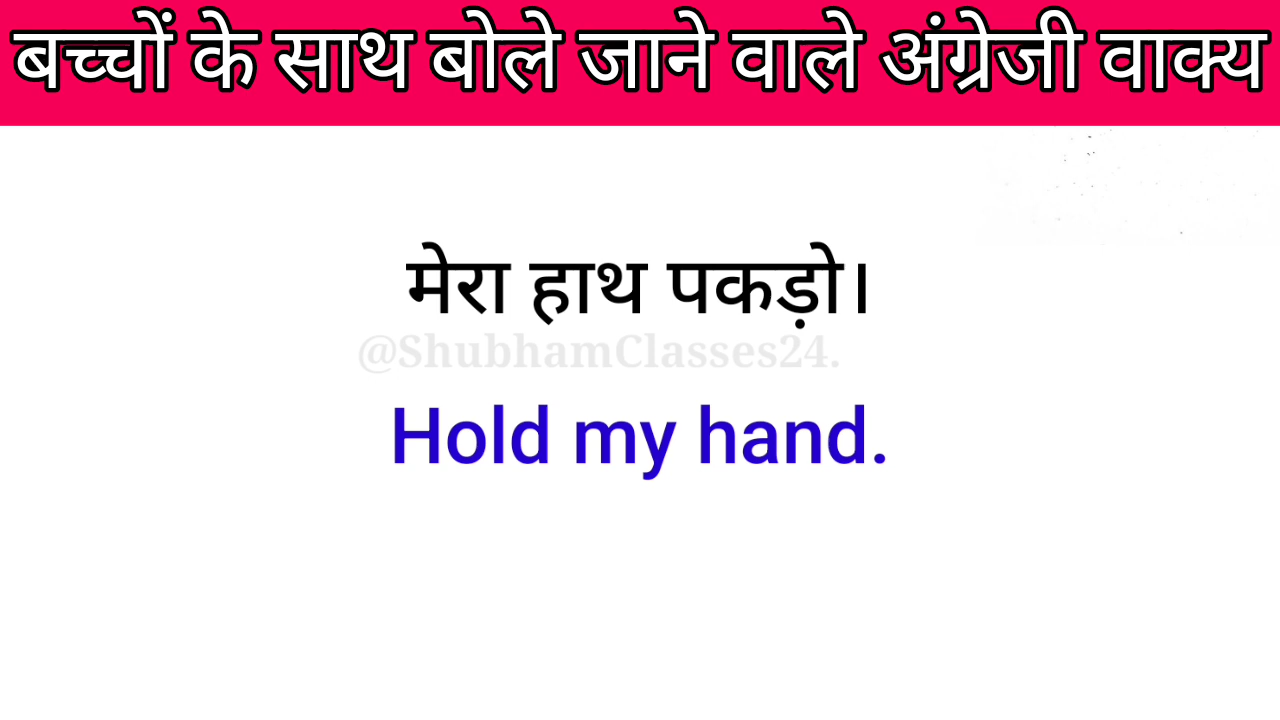 बच्चों के साथ बोले जाने वाले अंग्रेजी वाक्य
मेरा हाथ पकड़ो।
@ShubhamClasses24.
Hold my hand.